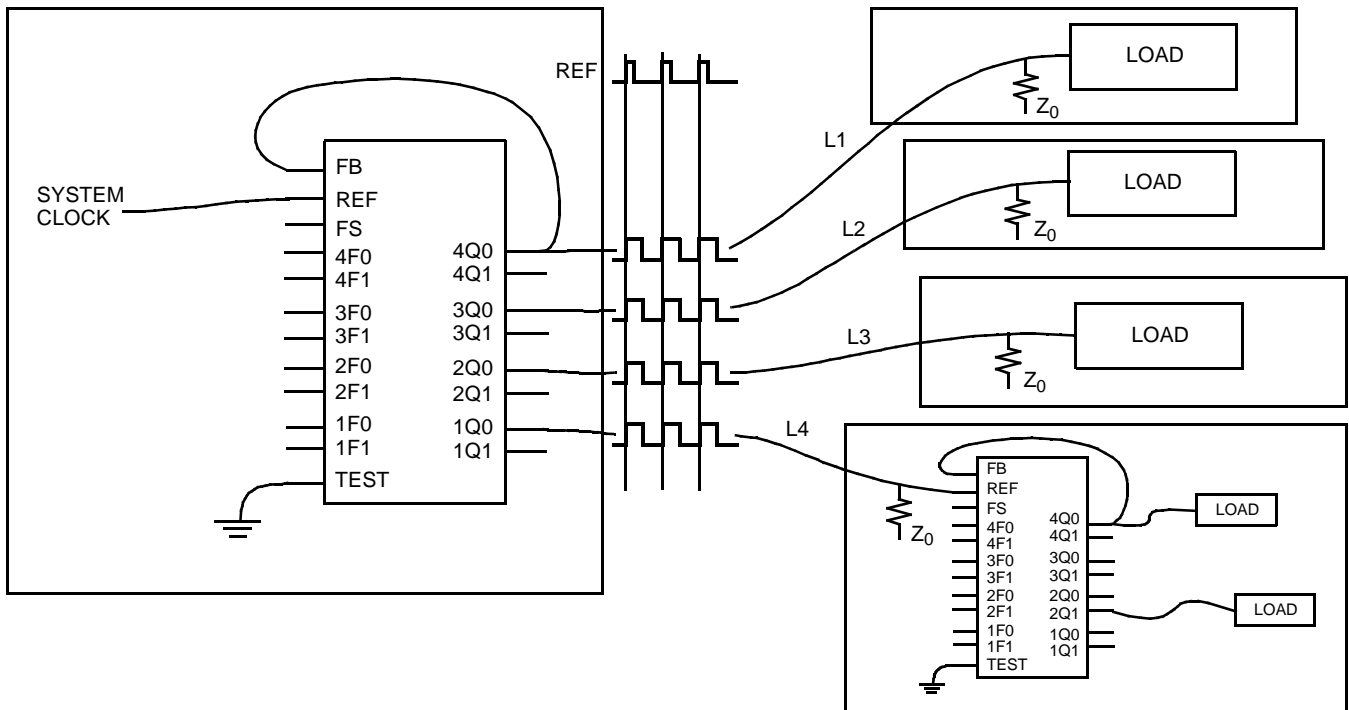 REF
SYSTEM
CLOCK
FB
REF
FS
4F0
4F1
3F0
3F1
2F0
2F1
1F0
1F1
TEST
4Q0
4Q1
3Q0
3Q1
2Q0
2Q1
1Q0
1Q1
L1
L2
L3
L4
LOAD
Z0
LOAD
Z0
LOAD
Z0
Z0
FB
REF
FS
4F0
4F1
3F0
3F1
2F0
2F1
1F0
1F1
TEST
4Q0
4Q1
3Q0
3Q1
2Q0
2Q1
1Q0
1Q1
LOAD
LOAD